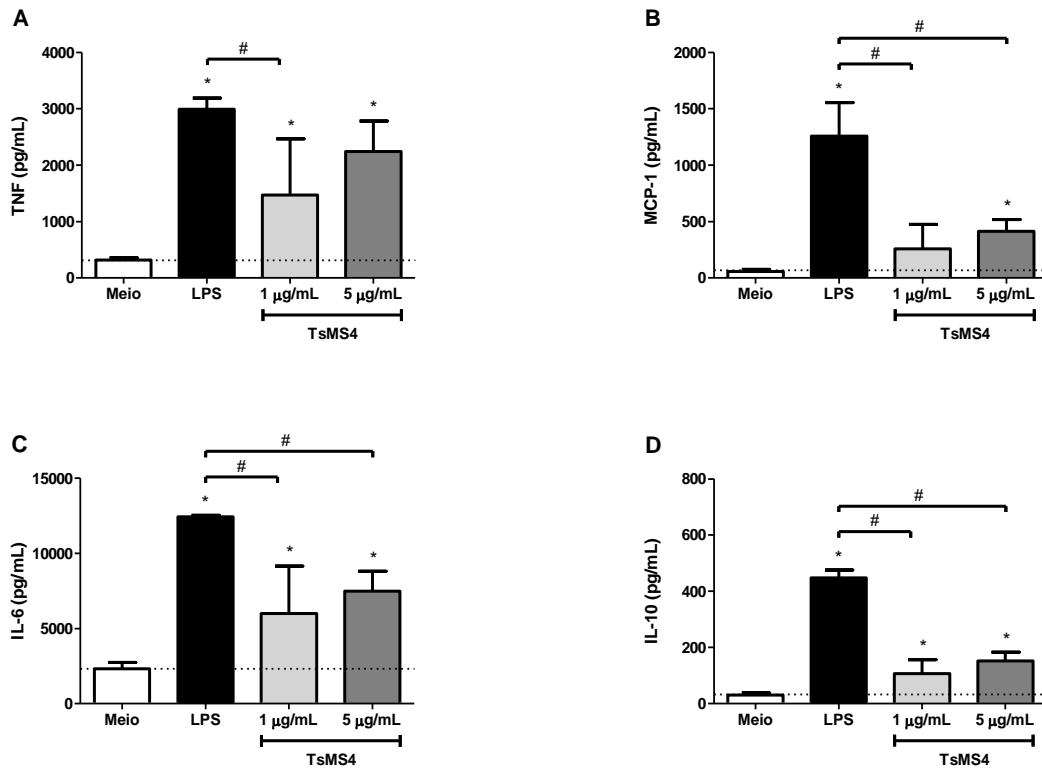 A
TNF (pg/mL)
4000
3000
2000
1000
0
#
*
*
*
Meio LPS 1 µg/mL 5 µg/mL
TsMS4
B
MCP-1 (pg/mL)
2000
1500
1000
500
0
#
#
*
*
Meio LPS 1 µg/mL 5 µg/mL
TsMS4
C
IL-6 (pg/mL)
15000
10000
5000
0
#
#
*
*
*
Meio LPS 1 µg/mL 5 µg/mL
TsMS4
D
IL-10 (pg/mL)
800
600
400
200
0
#
#
*
*
*
Meio LPS 1 µg/mL 5 µg/mL
TsMS4